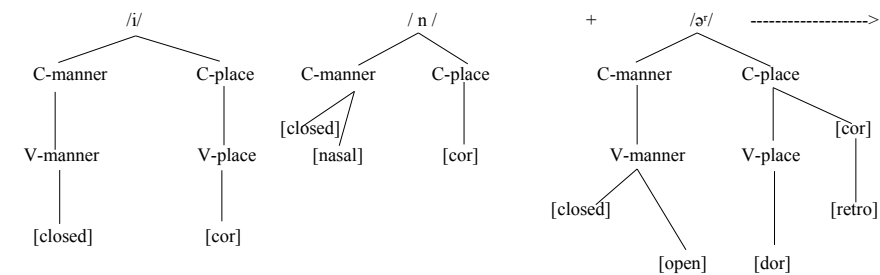 /i/ / n / + /əʳ/ ------------------->
C-manner C-place C-manner C-place C-manner C-place
[closed] [cor]
V-manner V-place [nasal] [cor] V-manner V-place
[closed] [retro]
[closed] [cor]
[open] [dor]